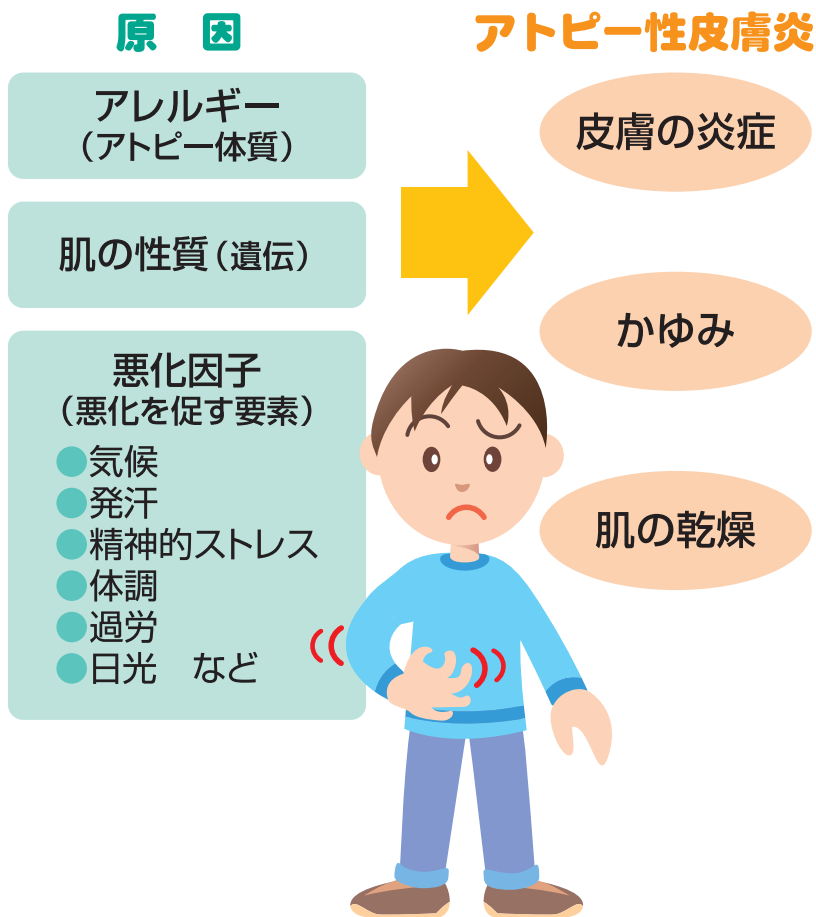 原　因
アレルギー
（アトピー体質）
肌の性質（遺伝）
悪化因子
（悪化を促す要素）
●気候
●発汗
●精神的ストレス
●体調
●過労
●日光　など
アトピー性皮膚炎
皮膚の炎症
かゆみ
肌の乾燥